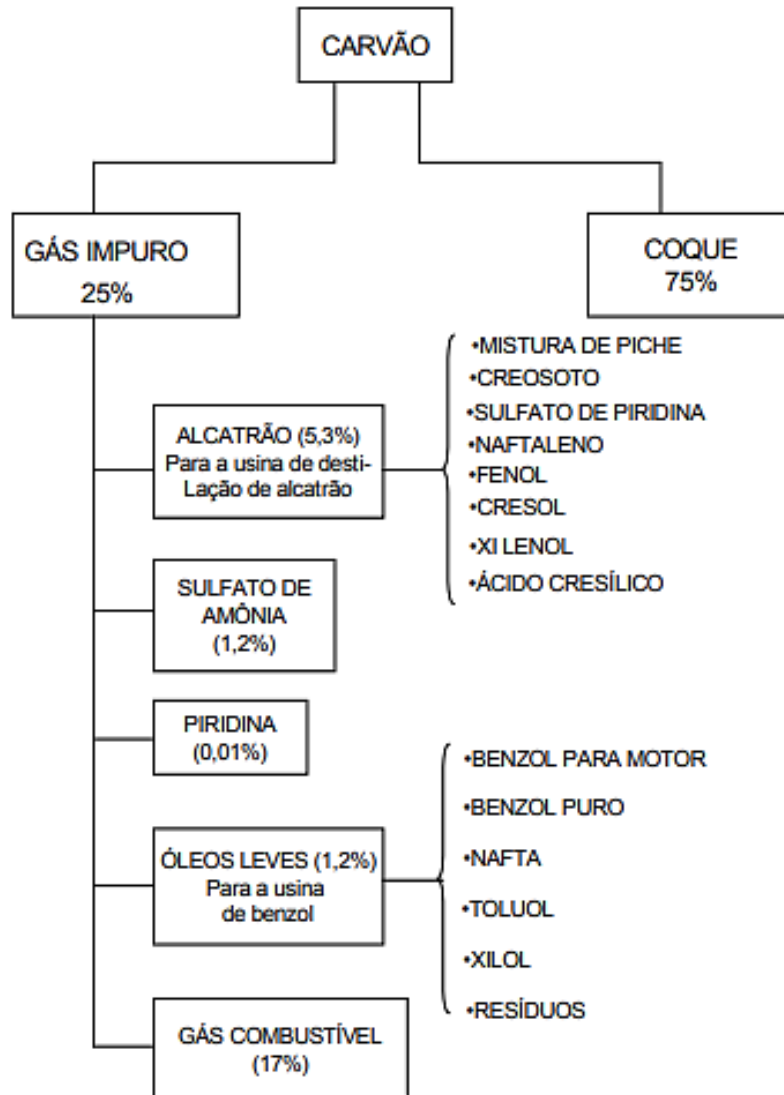 CARVÃO
GÁS IMPURO
25%
COQUE
75%
ALCATRÃO (5,3%)
Para a usina de desti-
Lação de alcatrão
•MISTURA DE PICHE
•CREOSOTO
•SULFATO DE PIRIDINA
•NAFTALENO
•FENOL
•CRESOL
•XI LENOL
•ÁCIDO CRESÍLICO
SULFATO DE
AMÔNIA
(1,2%)
PIRIDINA
(0,01%)
ÓLEOS LEVES (1,2%)
Para a usina
de benzol
•BENZOL PARA MOTOR
•BENZOL PURO
•NAFTA
•TOLUOL
•XILOL
•RESÍDUOS
GÁS COMBUSTÍVEL
(17%)